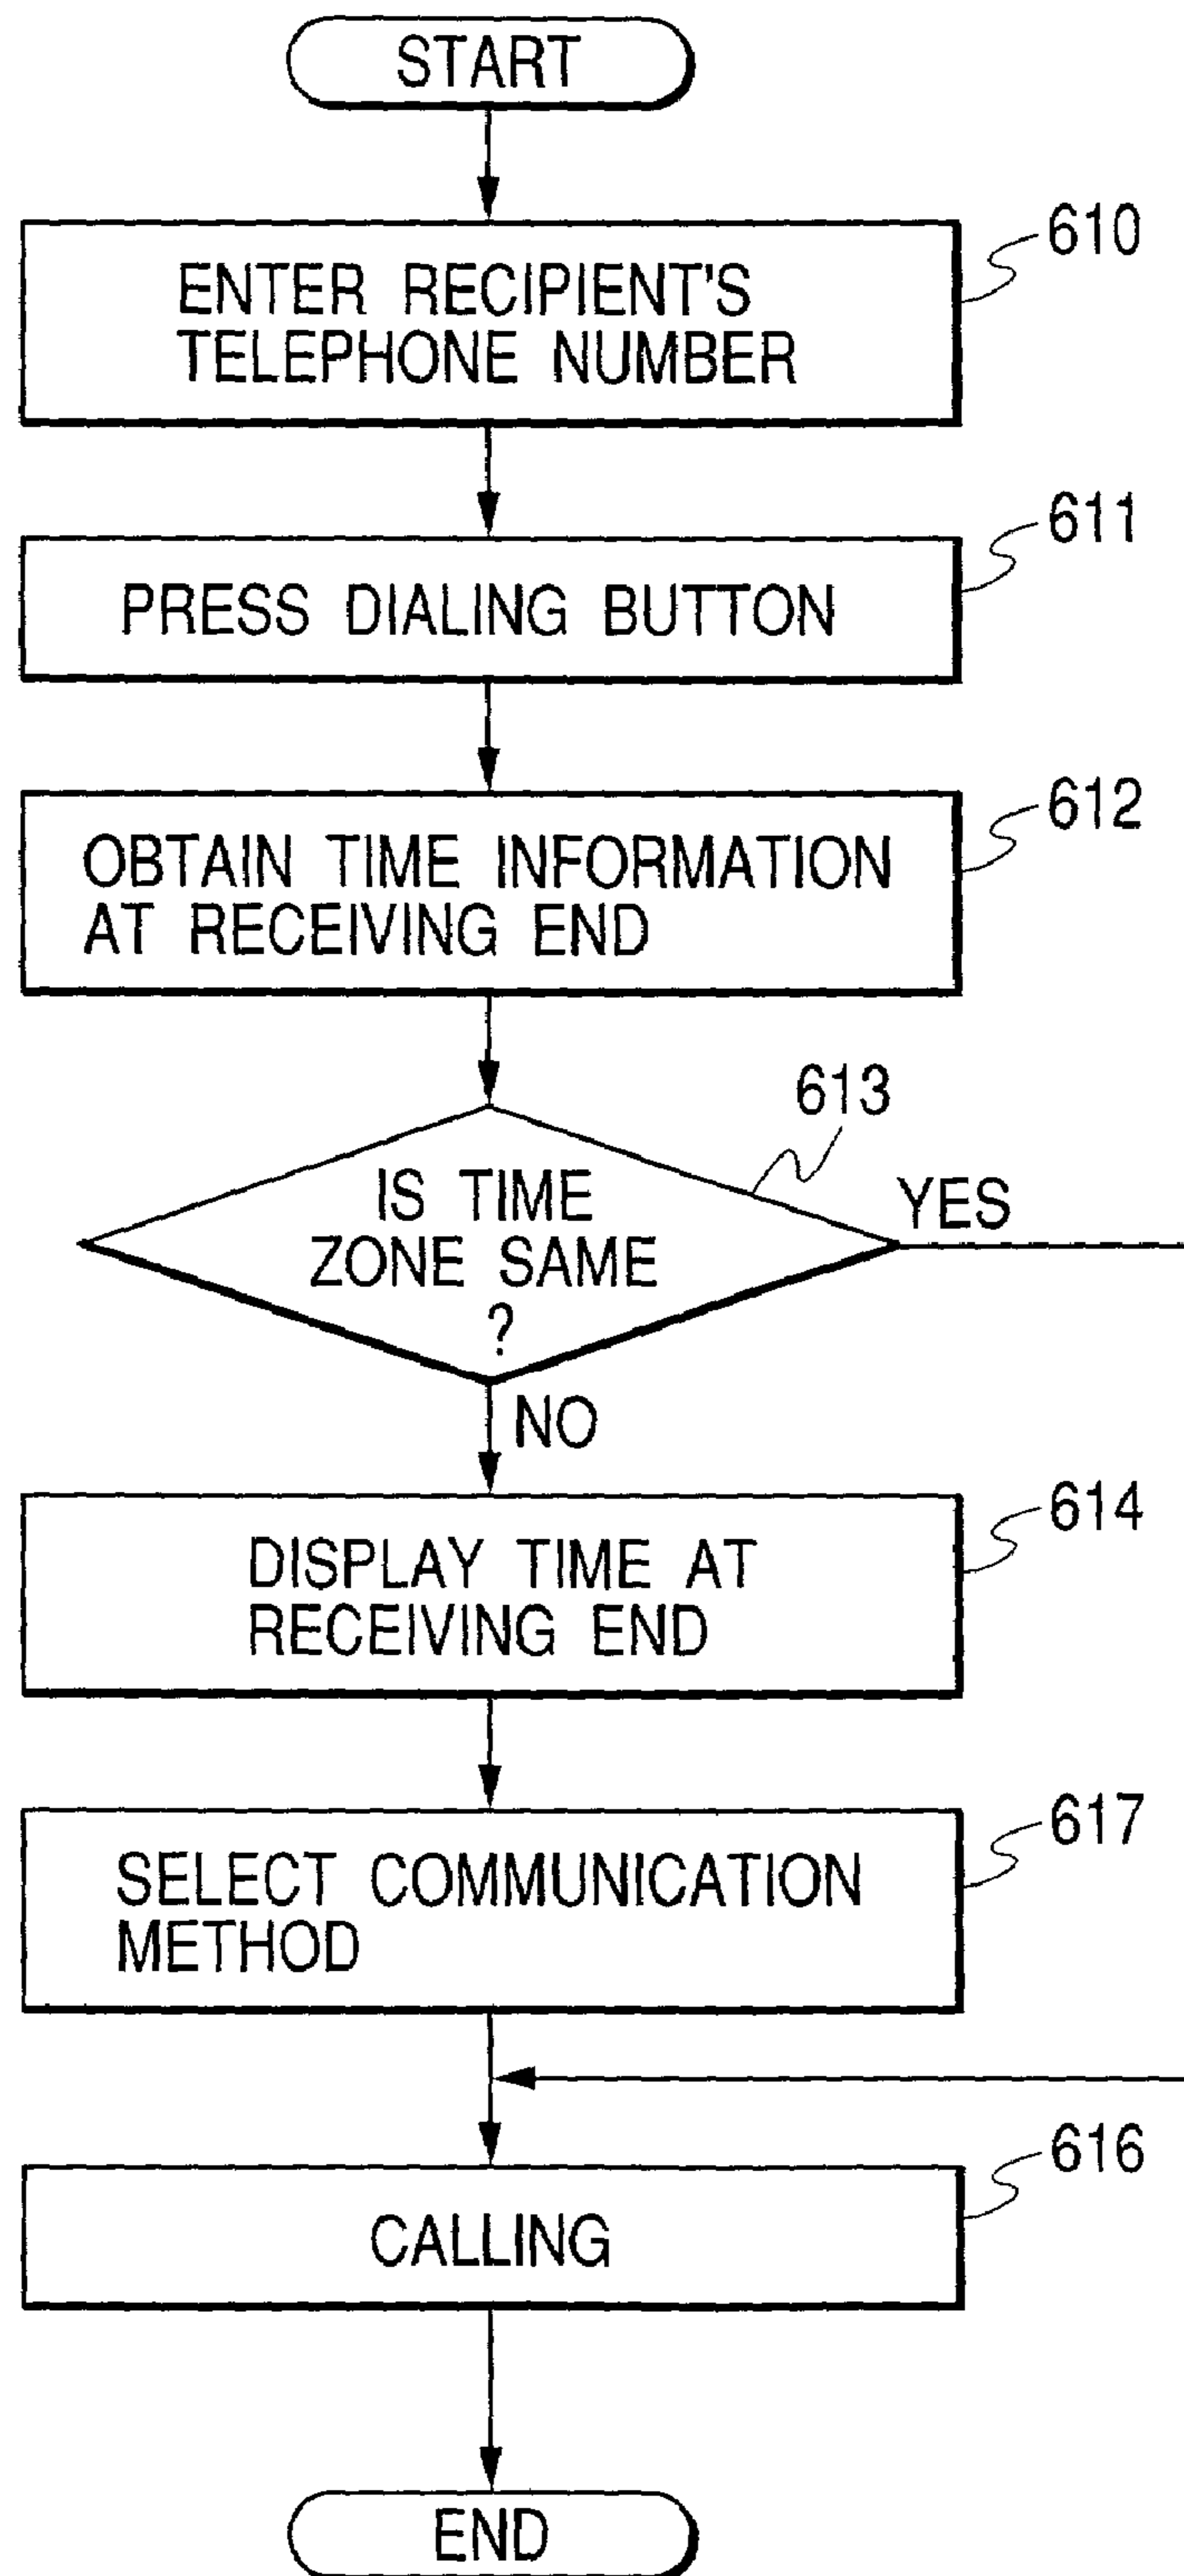 START
610
ENTER RECIPIENT'S
TELEPHONE NUMBER
611
PRESS DIALING BUTTON
612
OBTAIN TIME INFORMATION
AT RECEIVING END
613
IS TIME
ZONE SAME
?
YES
NO
614
DISPLAY TIME AT
RECEIVING END
617
SELECT COMMUNICATION
METHOD
616
CALLING
END